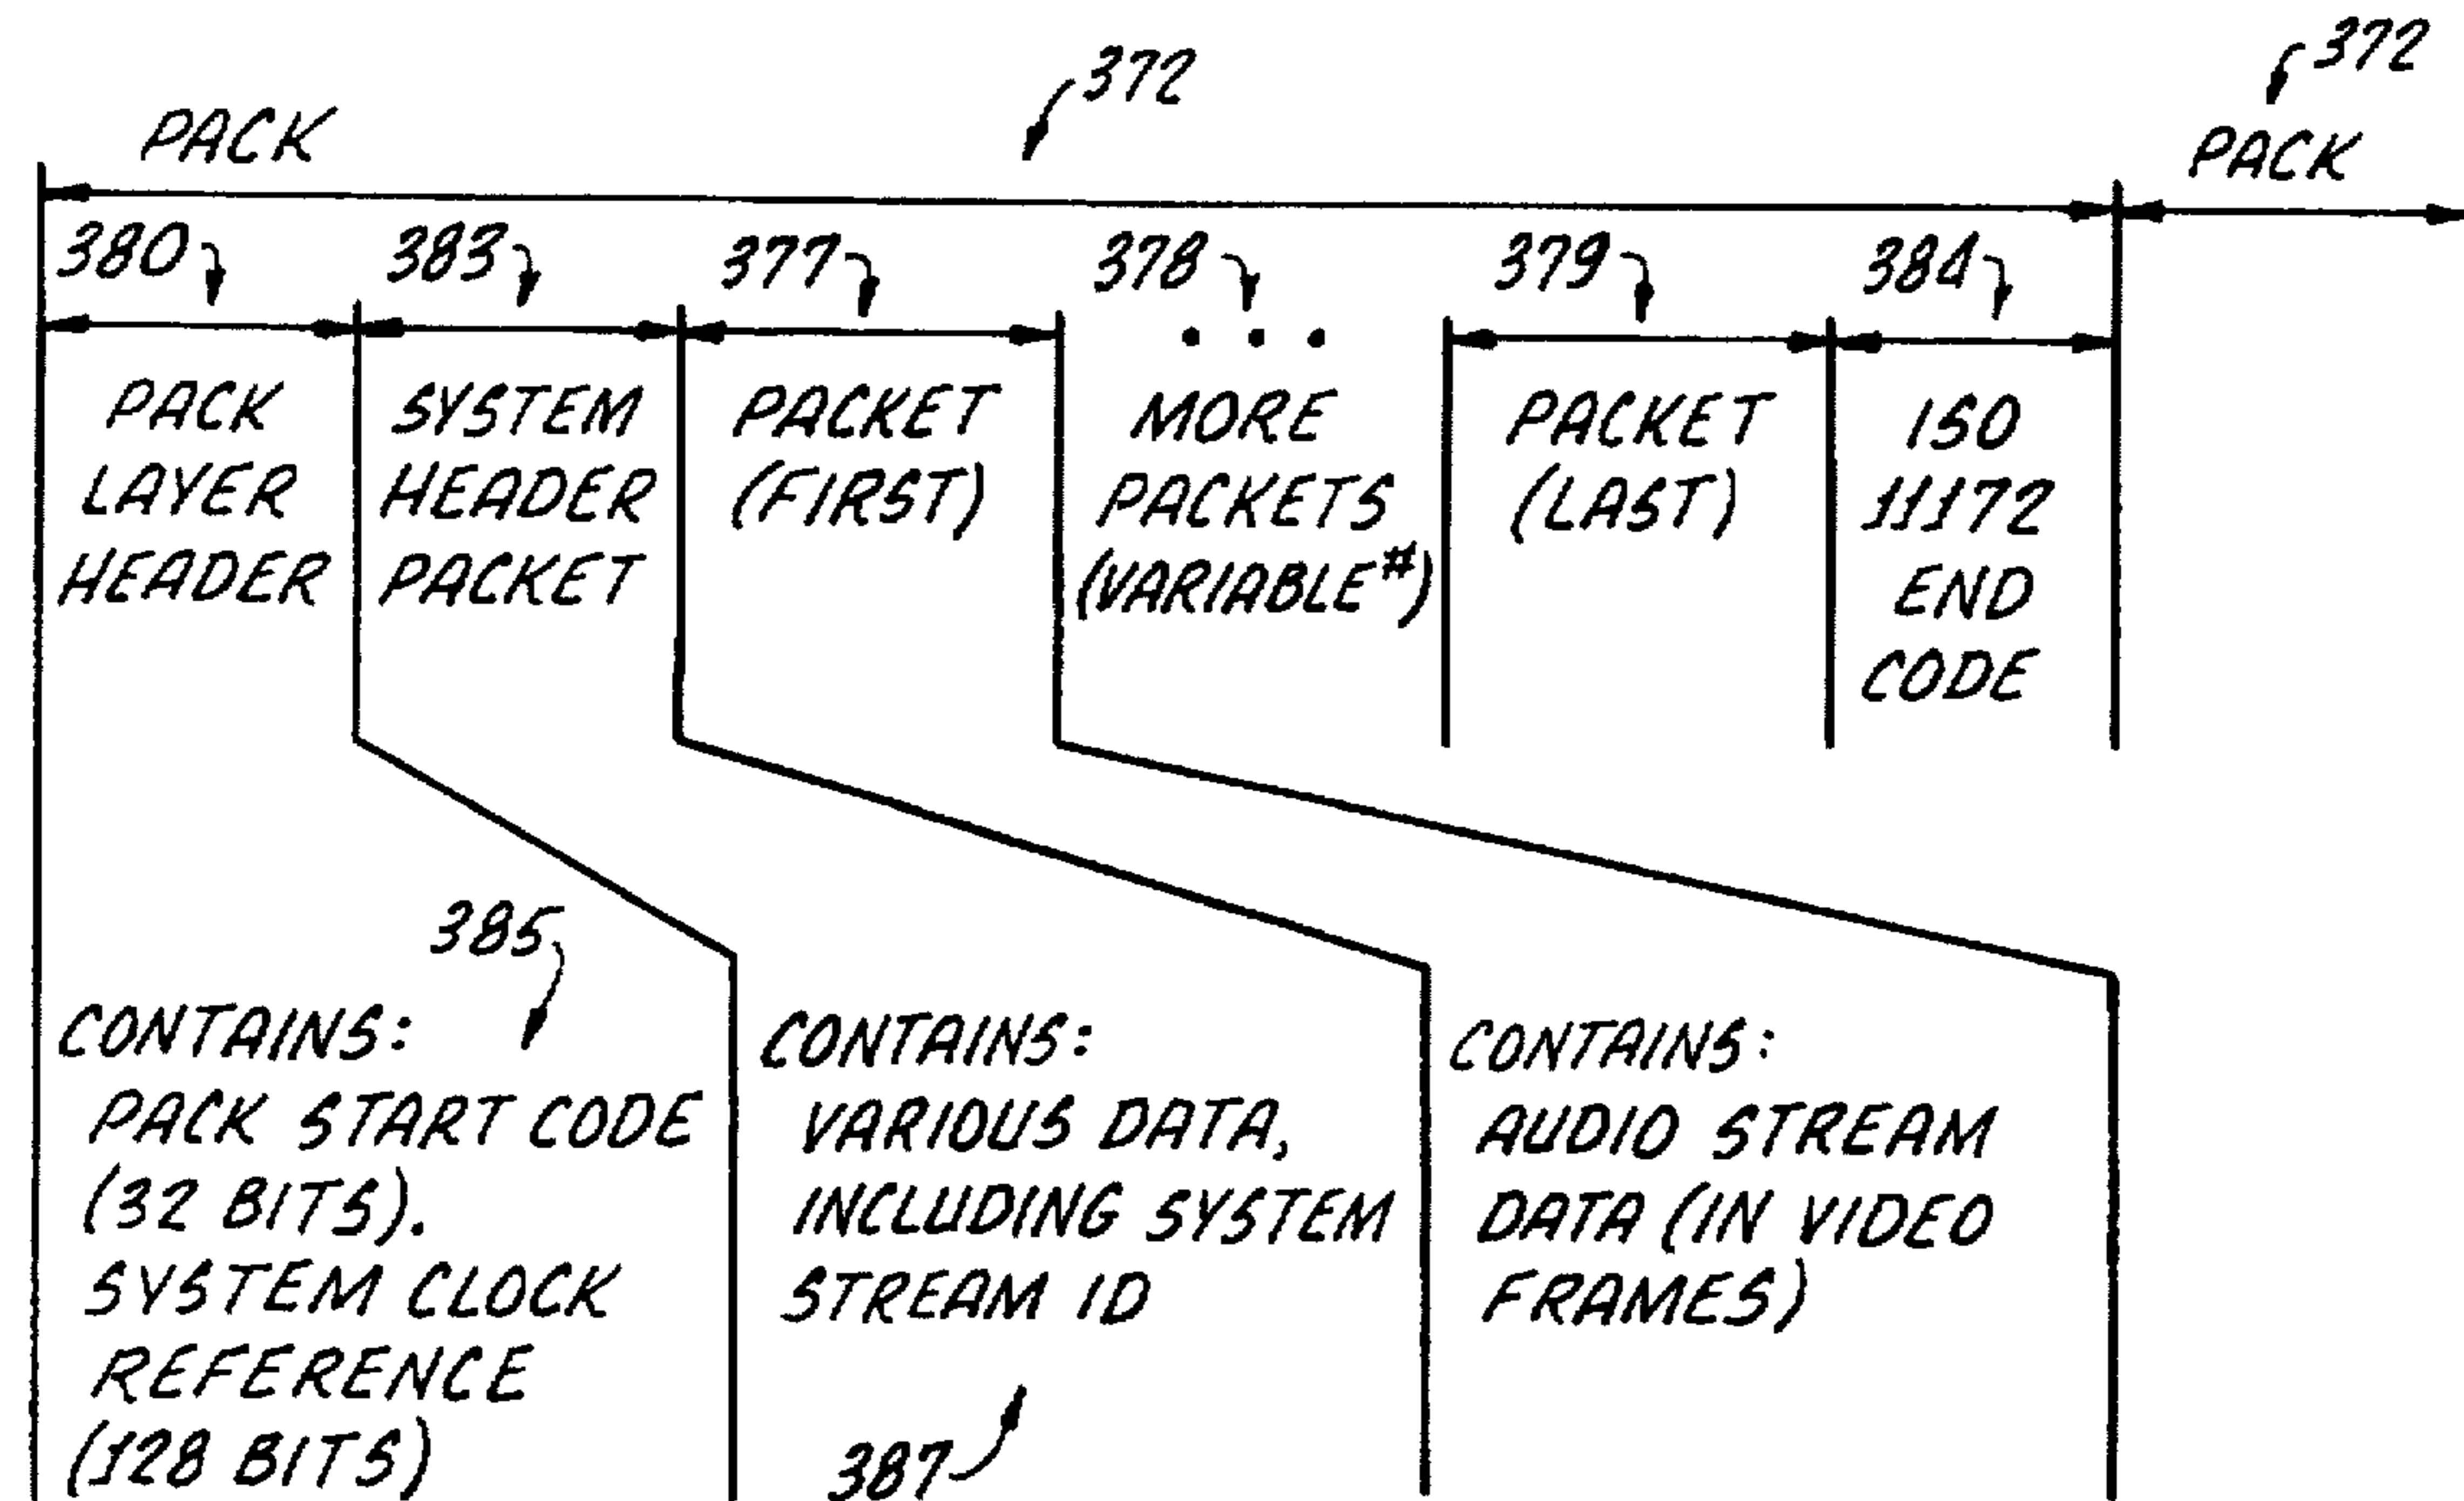 372
372
PACK
PACK
380
383
377
378
379
384
PACK
LAYER
HEADER
SYSTEM
HEADER
PACKET
PACKET
(FIRST)
. . .
MORE
PACKETS
(VARIABLE#)
PACKET
(LAST)
ISO
11172
END
CODE
385
CONTAINS:
PACK START CODE
(32 BITS).
SYSTEM CLOCK
REFERENCE
(128 BITS)
CONTAINS:
VARIOUS DATA,
INCLUDING SYSTEM
STREAM ID
387
CONTAINS:
AUDIO STREAM
DATA (IN VIDEO
FRAMES)